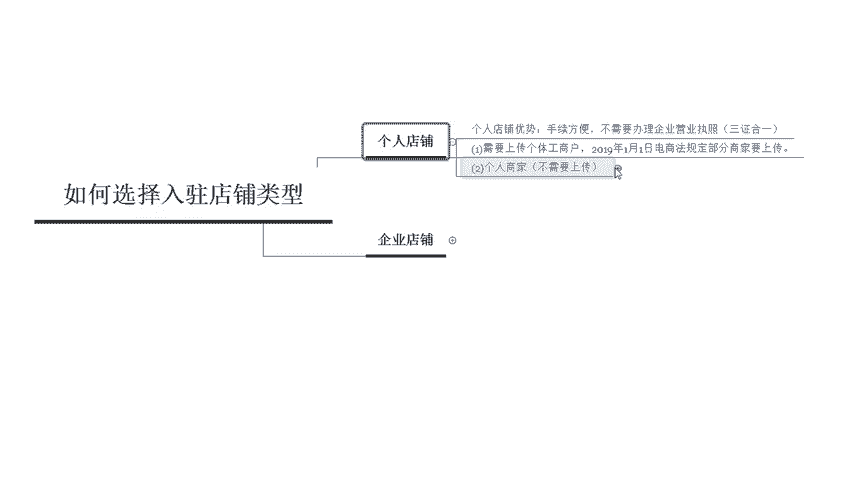 个人店铺优势：手续方便，不需要办理企业营业执照（三证合一）
个人店铺
(1)需要上传个体工商户，2019年1月1日电商法规定部分商家要上传。
(2)个人商家（不需要上传）
如何选择入驻店铺类型
企业店铺